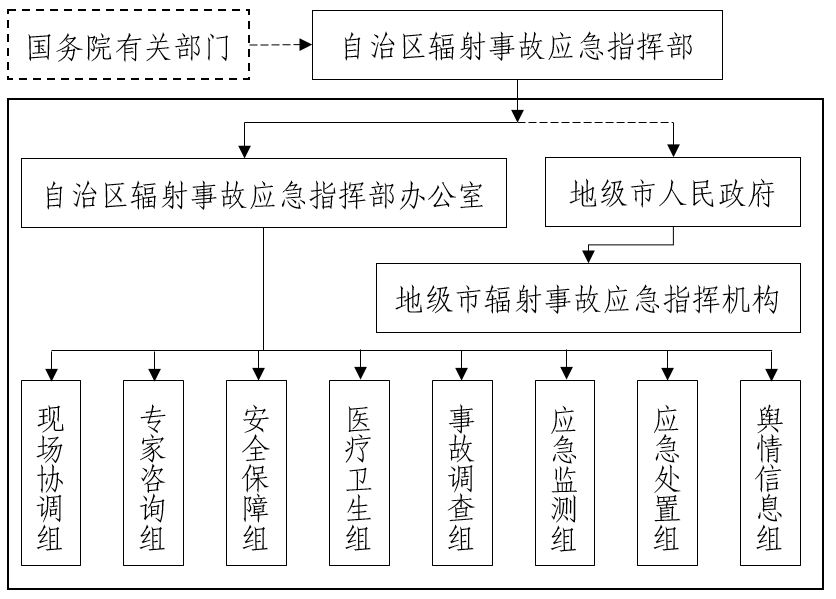 国务院有关部门
自治区辐射事故应急指挥部
自治区辐射事故应急指挥部办公室
地级市人民政府
地级市辐射事故应急指挥机构
现场协调组
专家咨询组
安全保障组
医疗卫生组
事故调查组
应急监测组
应急处置组
舆情信息组